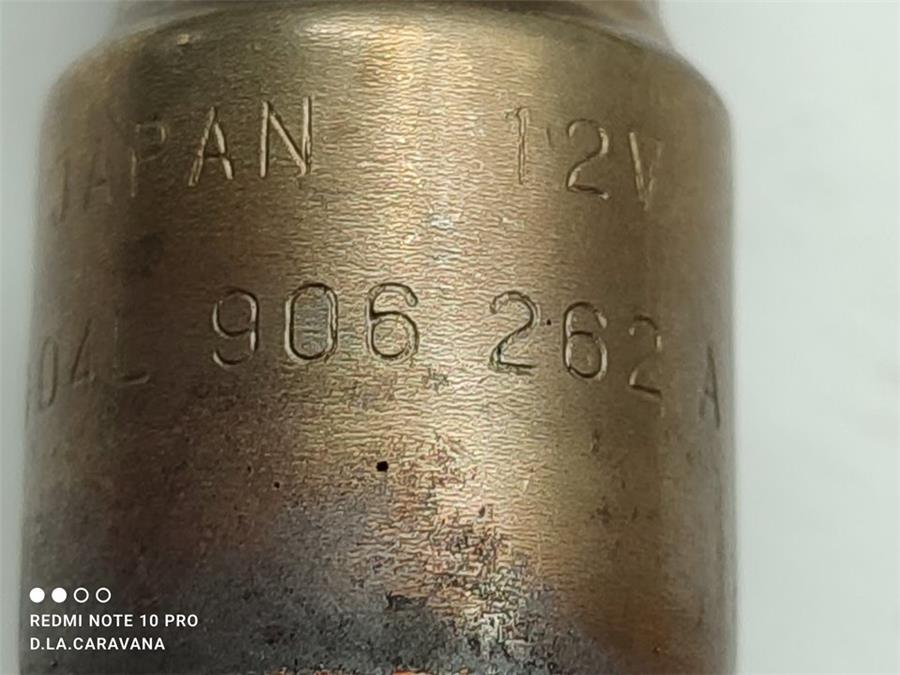 JAPAN 12V
04L 906 262 A
REDMI NOTE 10 PRO
D.LA.CARAVANA